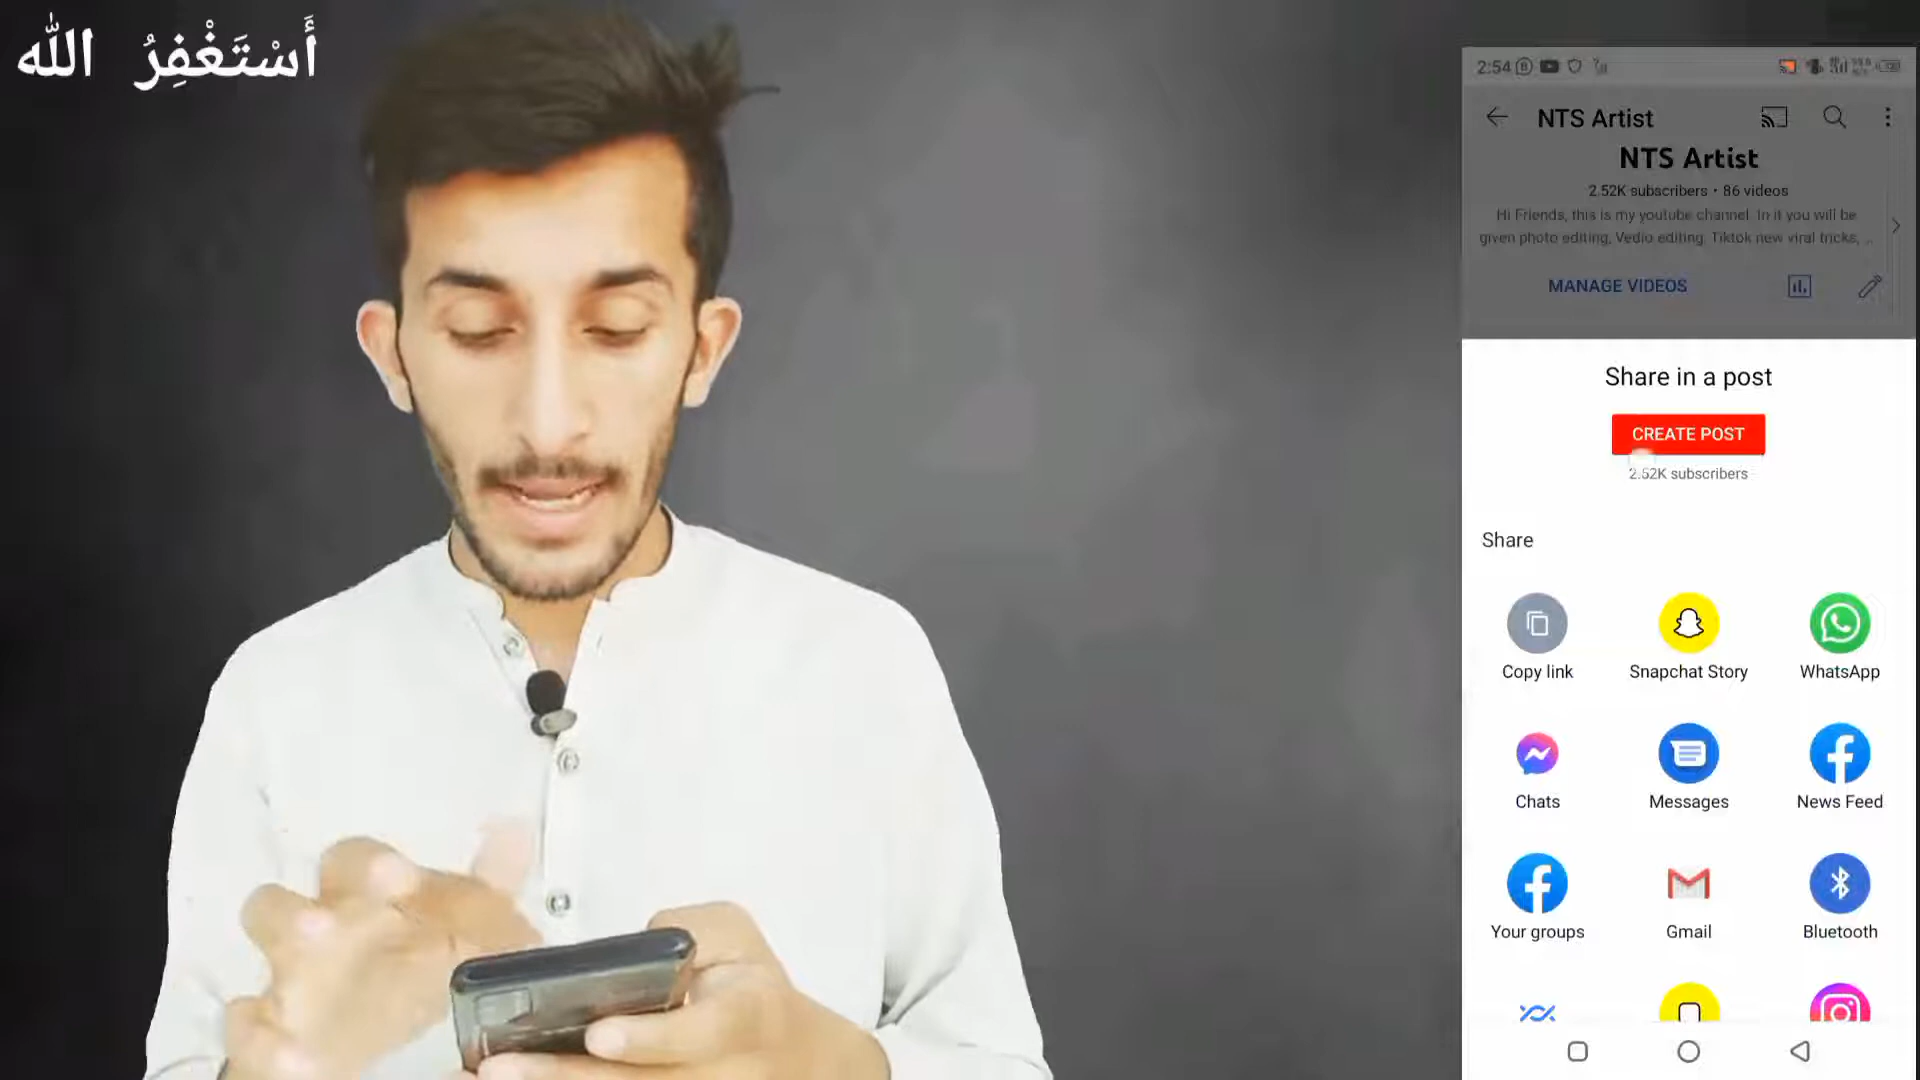 أَسْتَغْفِرُ الله
2:54
NTS Artist
NTS Artist
2.52K subscribers • 86 videos
Hi Friends, this is my youtube channel. In it you will be
given photo editing, Vedio editing, Tiktok new viral tricks, ...
MANAGE VIDEOS
Share in a post
CREATE POST
2.52K subscribers
Share
Copy link
Snapchat Story
WhatsApp
Chats
Messages
News Feed
Your groups
Gmail
Bluetooth